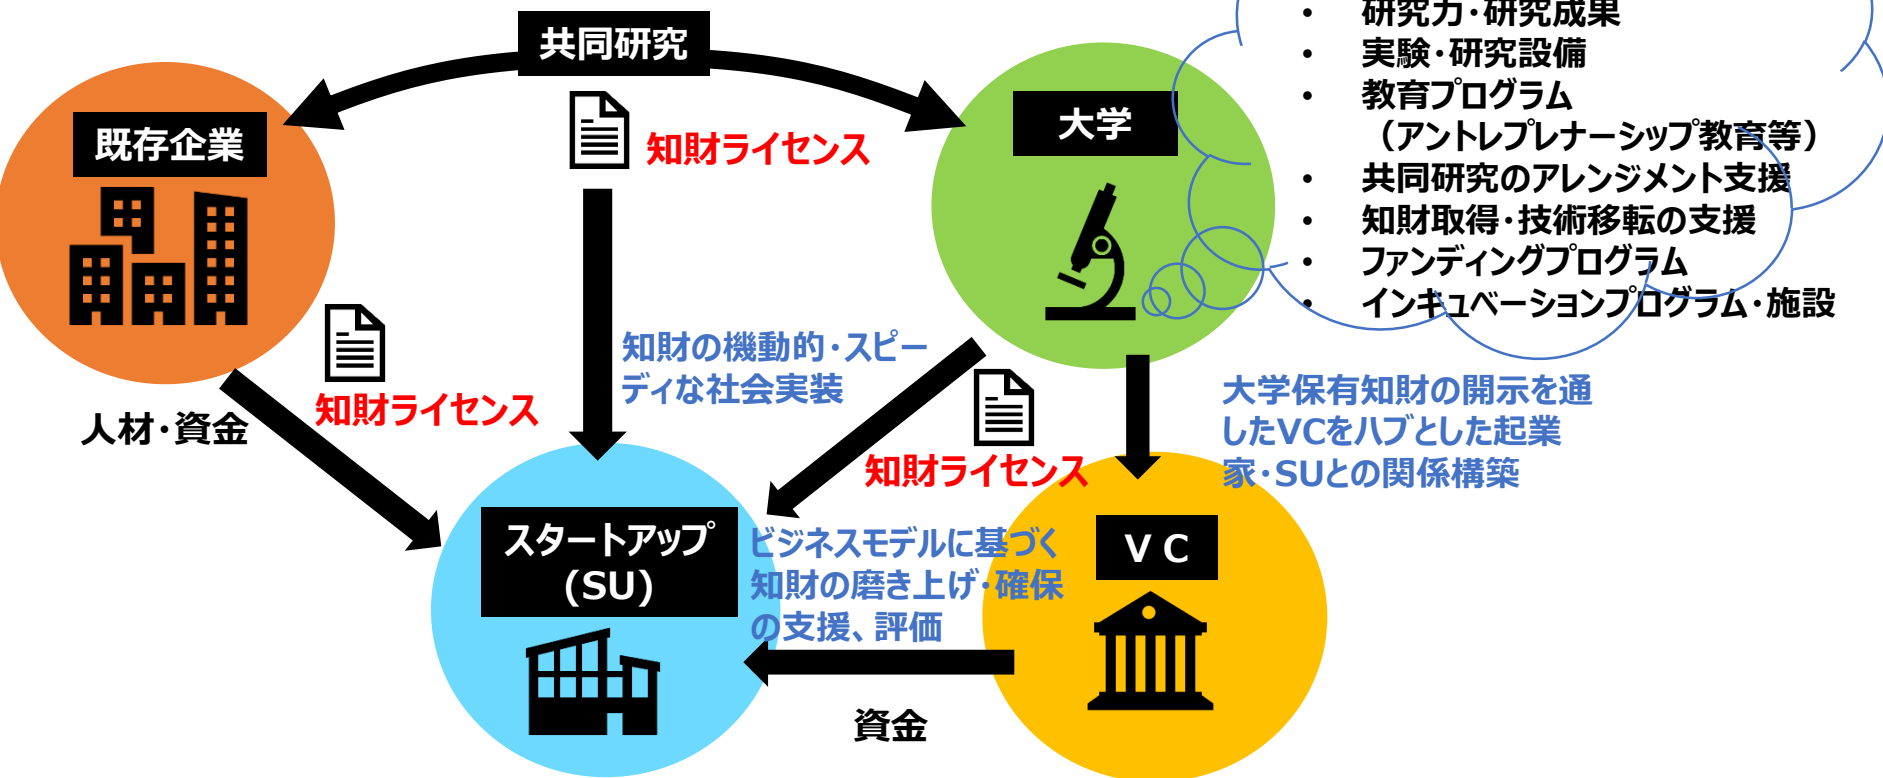 共同研究
知財ライセンス
既存企業
大学
・ 研究力・研究成果
・ 実験・研究設備
・ 教育プログラム
（アントレプレナーシップ教育等）
・ 共同研究のアレンジメント支援
・ 知財取得・技術移転の支援
・ ファンディングプログラム
・ インキュベーションプログラム・施設
知財ライセンス
人材・資金
知財の機動的・スピー
ディな社会実装
知財ライセンス
大学保有知財の開示を通
したVCをハブとした起業
家・SUとの関係構築
スタートアップ
(SU)
ビジネスモデルに基づく
知財の磨き上げ・確保
の支援、評価
ＶＣ
資金